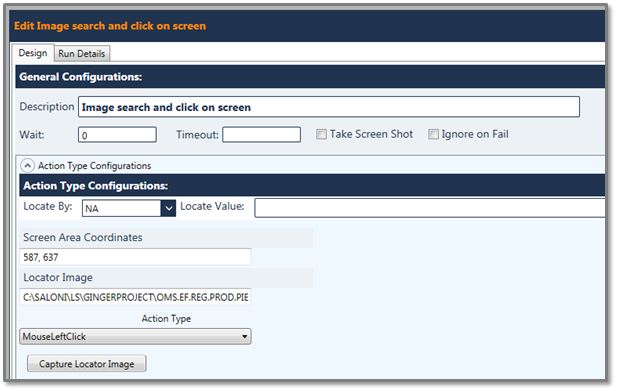 Edit Image search and click on screen
Design Run Details
General Configurations:
Description Image search and click on screen
Wait: 0 Timeout: Take Screen Shot Ignore on Fail
Action Type Configurations
Action Type Configurations:
Locate By: NA Locate Value:
Screen Area Coordinates
587, 637
Locator Image
C:\SALONI\LS\GINGERPROJECT\OMS.EF.REG.PROD.PIE
Action Type
MouseLeftClick
Capture Locator Image